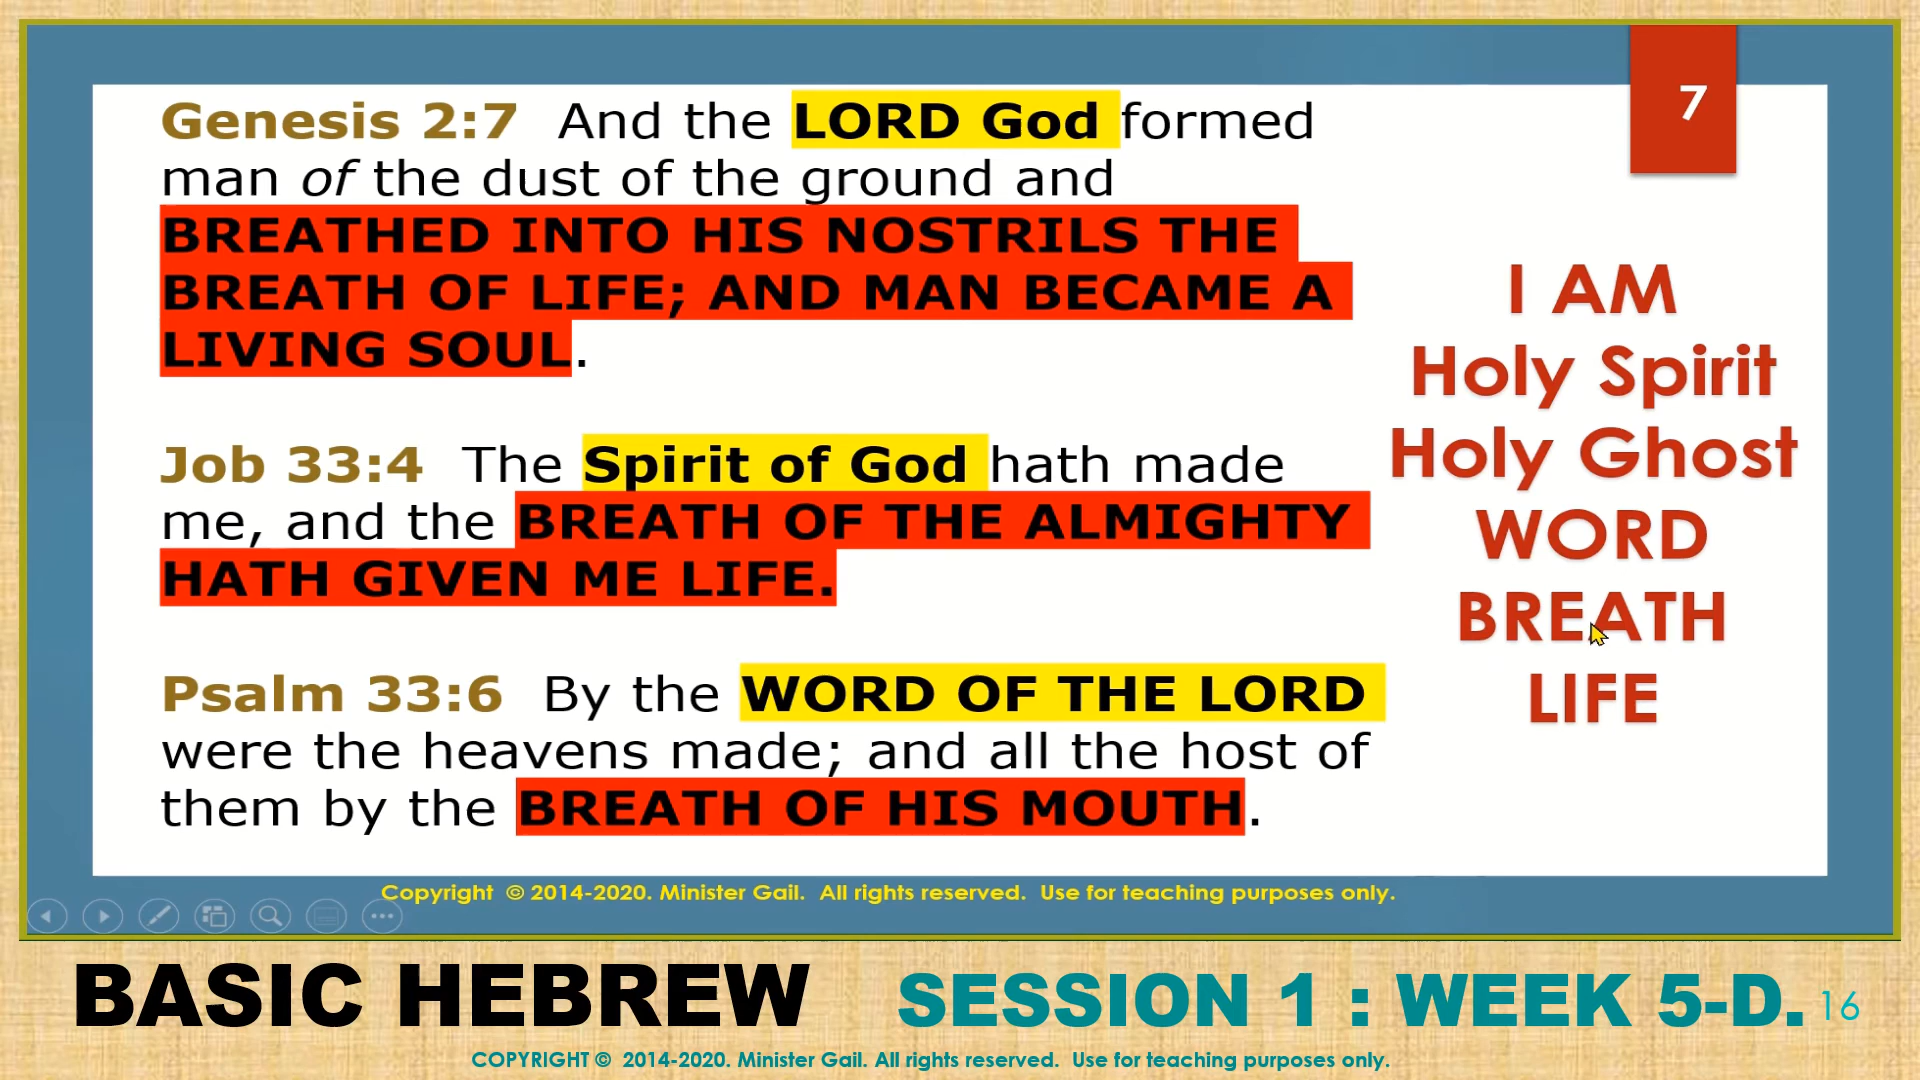 7
Genesis 2:7 And the LORD God formed
man of the dust of the ground and
BREATHED INTO HIS NOSTRILS THE
BREATH OF LIFE; AND MAN BECAME A
LIVING SOUL.
Job 33:4 The Spirit of God hath made
me, and the BREATH OF THE ALMIGHTY
HATH GIVEN ME LIFE.
Psalm 33:6 By the WORD OF THE LORD
were the heavens made; and all the host of
them by the BREATH OF HIS MOUTH.
I AM
Holy Spirit
Holy Ghost
WORD
BREATH
LIFE
Copyright © 2014-2020. Minister Gail. All rights reserved. Use for teaching purposes only.
BASIC HEBREW SESSION 1 : WEEK 5-D. 16
COPYRIGHT © 2014-2020. Minister Gail. All rights reserved. Use for teaching purposes only.